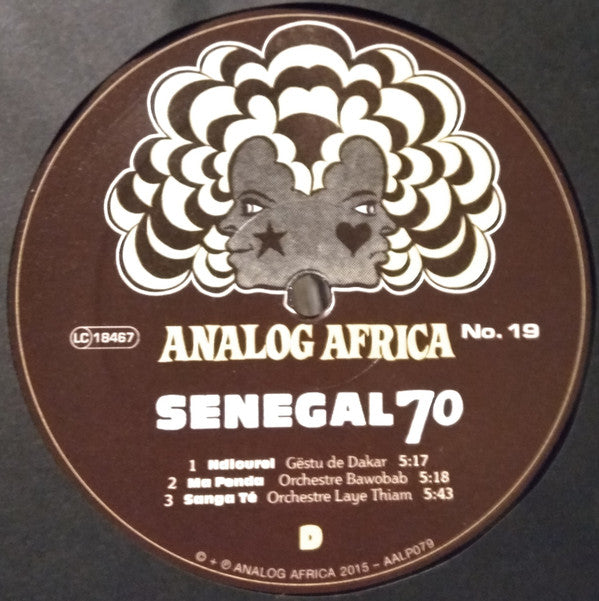 LC 18467
ANALOG AFRICA No. 19
SENEGAL 70
1 Ndiourel Gëstu de Dakar 5:17
2 Ma Penda Orchestre Bawobab 5:18
3 Sanga Té Orchestre Laye Thiam 5:43
D
© + ℗ ANALOG AFRICA 2015 - AALP079